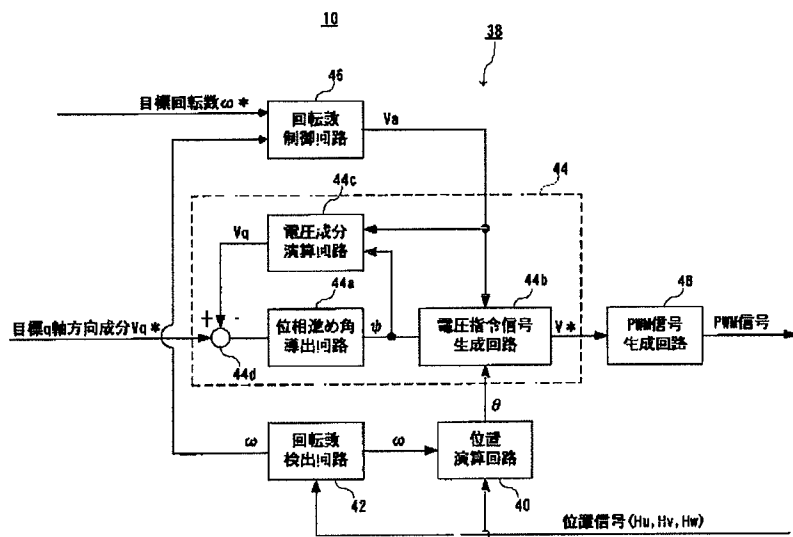 10
38
46
目標回転数ω*
回転数
制御回路
Va
44
44c
電圧成分
演算回路
Vq
44a
44b
48
目標q軸方向成分Vq*
+
-
位相進め角
導出回路
ψ
電圧指令信号
生成回路
V*
PWM信号
生成回路
PWM信号
44d
θ
ω
回転数
検出回路
ω
位置
演算回路
42
40
位置信号(Hu,Hv,Hw)